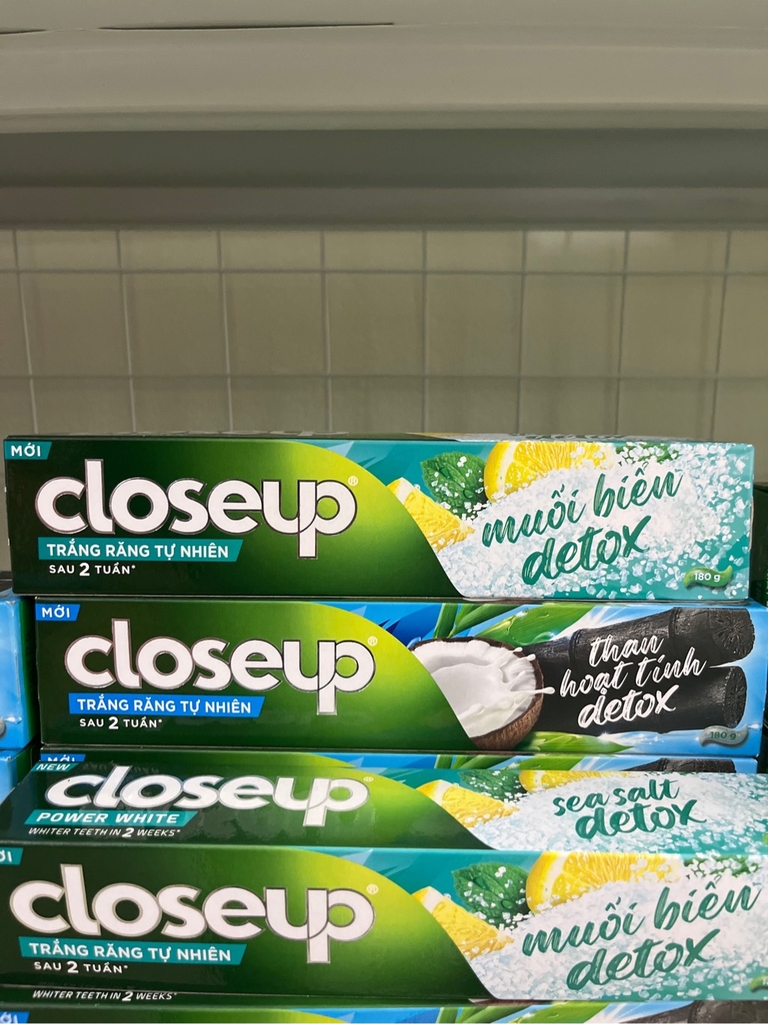 MỚI
closeup®
TRẮNG RĂNG TỰ NHIÊN
SAU 2 TUẦN*
muối biển
detox
180 g
MỚI
closeup®
TRẮNG RĂNG TỰ NHIÊN
SAU 2 TUẦN*
than
hoạt tính
detox
180 g
MỚI
NEW
closeup®
POWER WHITE
WHITER TEETH IN 2 WEEKS*
sea salt
detox
closeup®
TRẮNG RĂNG TỰ NHIÊN
SAU 2 TUẦN*
muối biển
detox
WHITER TEETH IN 2 WEEKS*